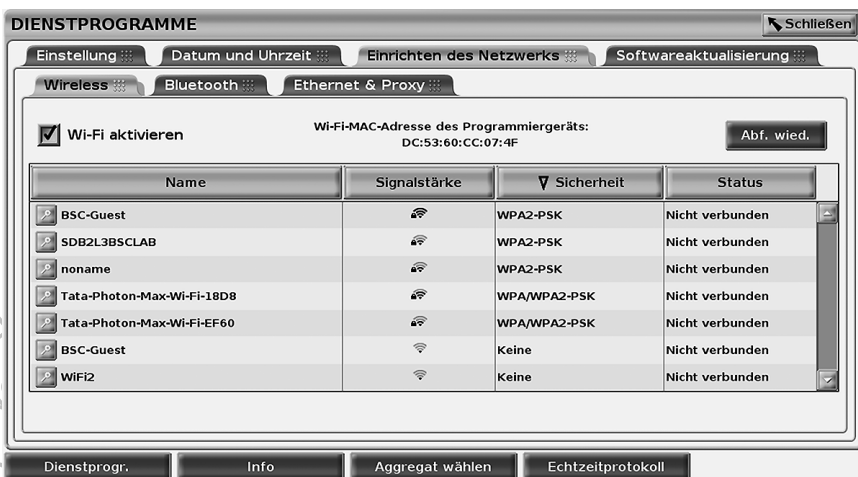 DIENSTPROGRAMME
Schließen
Einstellung
Datum und Uhrzeit
Einrichten des Netzwerks
Softwareaktualisierung
Wireless
Bluetooth
Ethernet & Proxy
Wi-Fi aktivieren
Wi-Fi-MAC-Adresse des Programmiergeräts:
DC:53:60:CC:07:4F
Abf. wied.
Name Signalstärke Sicherheit Status
BSC-Guest WPA2-PSK Nicht verbunden
SDB2L3BSCLAB WPA2-PSK Nicht verbunden
noname WPA2-PSK Nicht verbunden
Tata-Photon-Max-Wi-Fi-18D8 WPA/WPA2-PSK Nicht verbunden
Tata-Photon-Max-Wi-Fi-EF60 WPA/WPA2-PSK Nicht verbunden
BSC-Guest Keine Nicht verbunden
WiFi2 Keine Nicht verbunden
Dienstprogr.
Info
Aggregat wählen
Echtzeitprotokoll